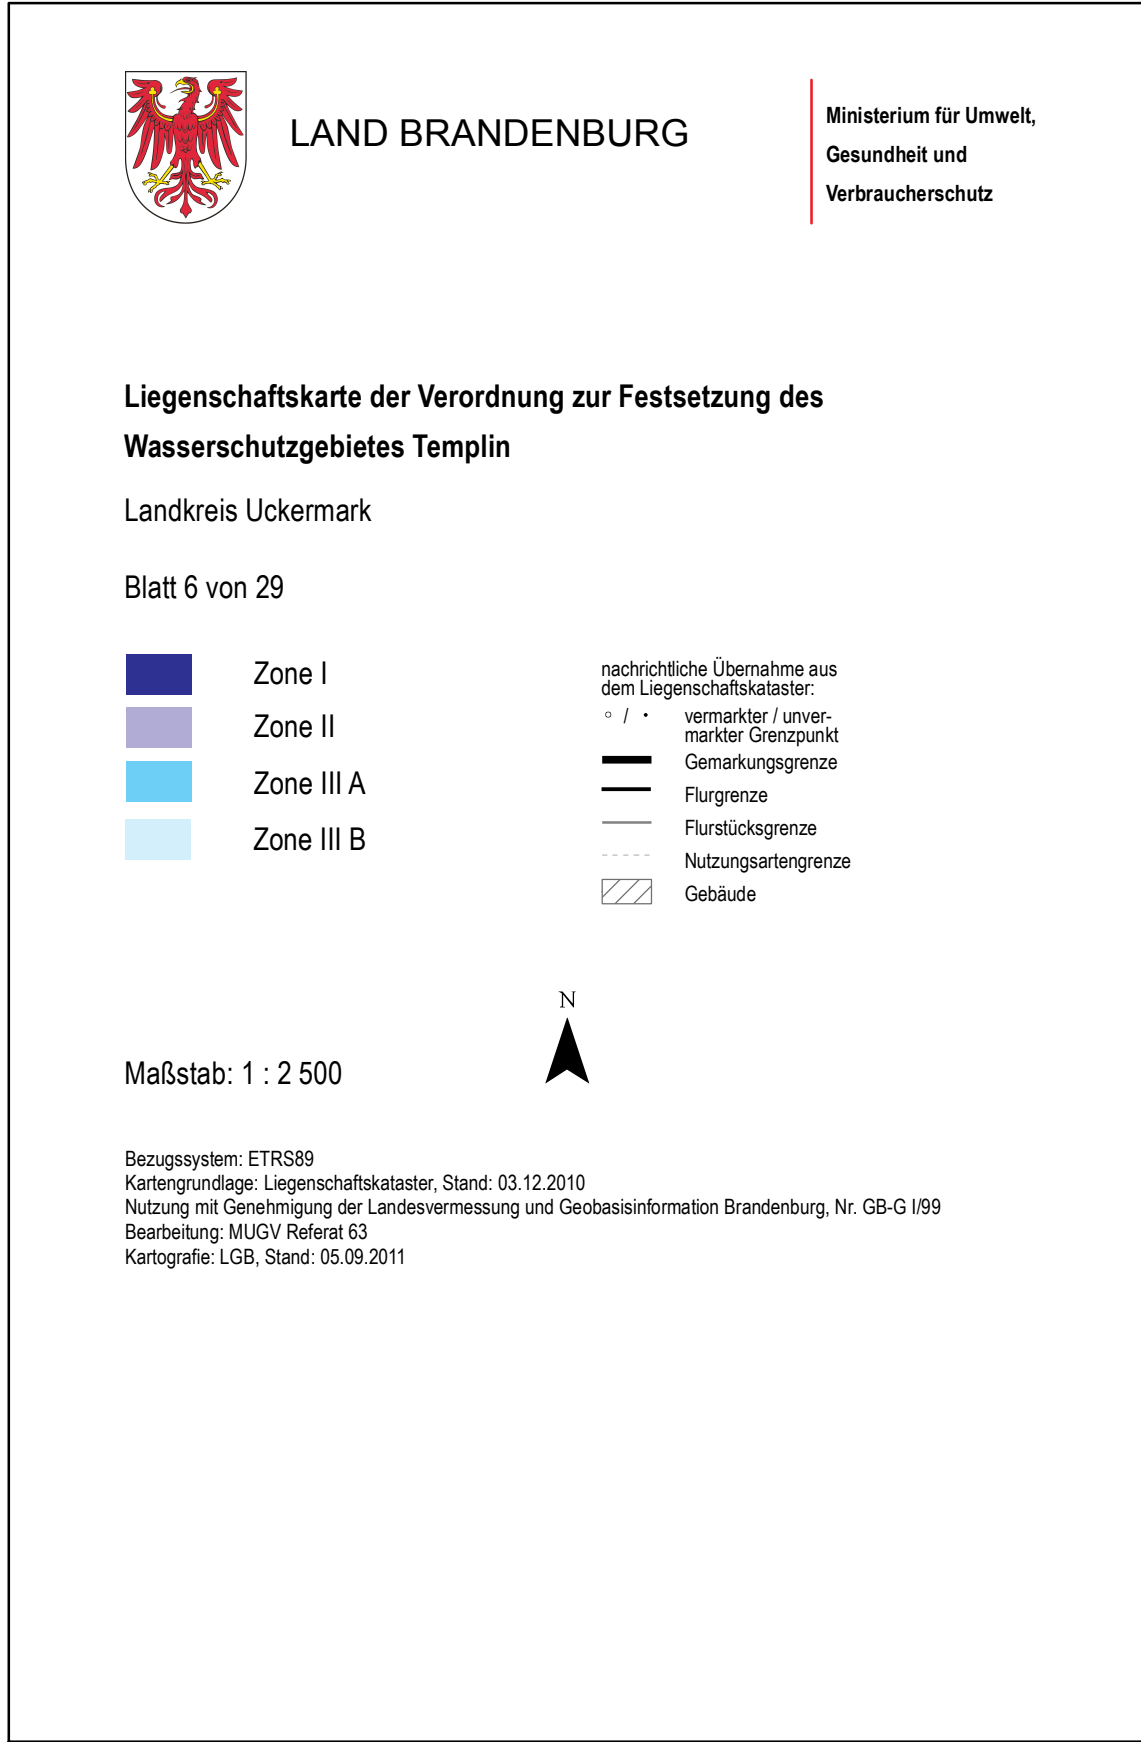 LAND BRANDENBURG
Ministerium für Umwelt,
Gesundheit und
Verbraucherschutz
Liegenschaftskarte der Verordnung zur Festsetzung des
Wasserschutzgebietes Templin
Landkreis Uckermark
Blatt 6 von 29
Zone I
Zone II
Zone III A
Zone III B
nachrichtliche Übernahme aus
dem Liegenschaftskataster:
° / · vermarkter / unver-
markter Grenzpunkt
Gemarkungsgrenze
Flurgrenze
Flurstücksgrenze
Nutzungsartengrenze
Gebäude
N
Maßstab: 1 : 2 500
Bezugssystem: ETRS89
Kartengrundlage: Liegenschaftskataster, Stand: 03.12.2010
Nutzung mit Genehmigung der Landesvermessung und Geobasisinformation Brandenburg, Nr. GB-G I/99
Bearbeitung: MUGV Referat 63
Kartografie: LGB, Stand: 05.09.2011